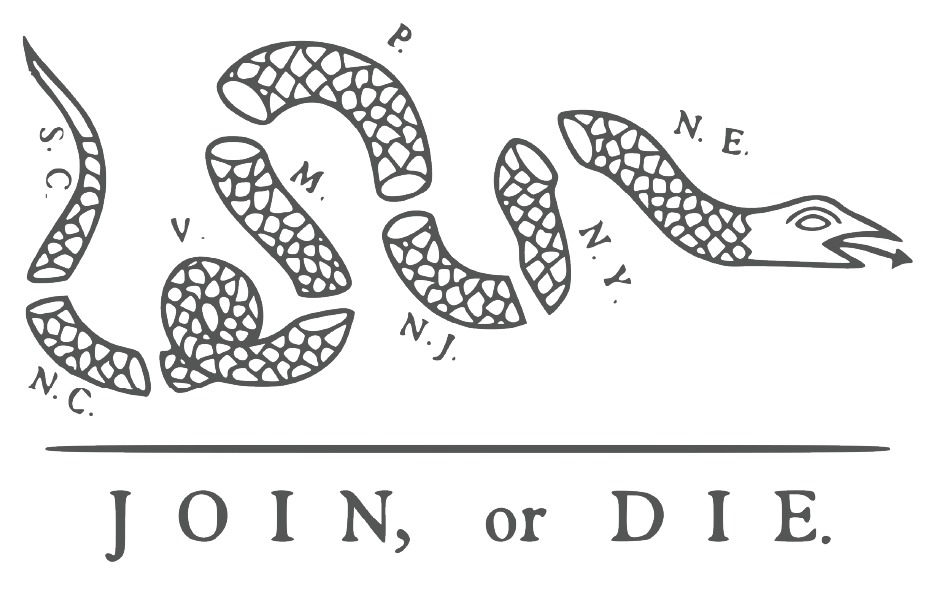 S. C.
N. C.
V.
M.
P.
N. J.
N. Y.
N. E.
JOIN, or DIE.